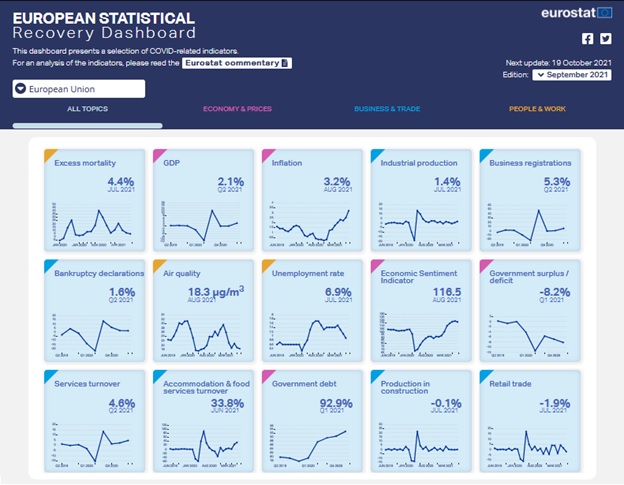 EUROPEAN STATISTICAL
Recovery Dashboard
eurostat
This dashboard presents a selection of COVID-related indicators.
For an analysis of the indicators, please read the Eurostat commentary
Next update: 19 October 2021
Edition: September 2021
European Union
ALL TOPICS
ECONOMY & PRICES
BUSINESS & TRADE
PEOPLE & WORK
Excess mortality
4.4%
JUL 2021
GDP
2.1%
Q2 2021
Inflation
3.2%
AUG 2021
Industrial production
1.4%
JUL 2021
Business registrations
5.3%
Q2 2021
Bankruptcy declarations
1.6%
Q2 2021
Air quality
18.3 µg/m³
AUG 2021
Unemployment rate
6.9%
JUL 2021
Economic Sentiment
Indicator
116.5
AUG 2021
Government surplus /
deficit
-8.2%
Q1 2021
Services turnover
4.6%
Q2 2021
Accommodation & food
services turnover
33.8%
JUN 2021
Government debt
92.9%
Q1 2021
Production in
construction
-0.1%
JUL 2021
Retail trade
-1.9%
JUL 2021